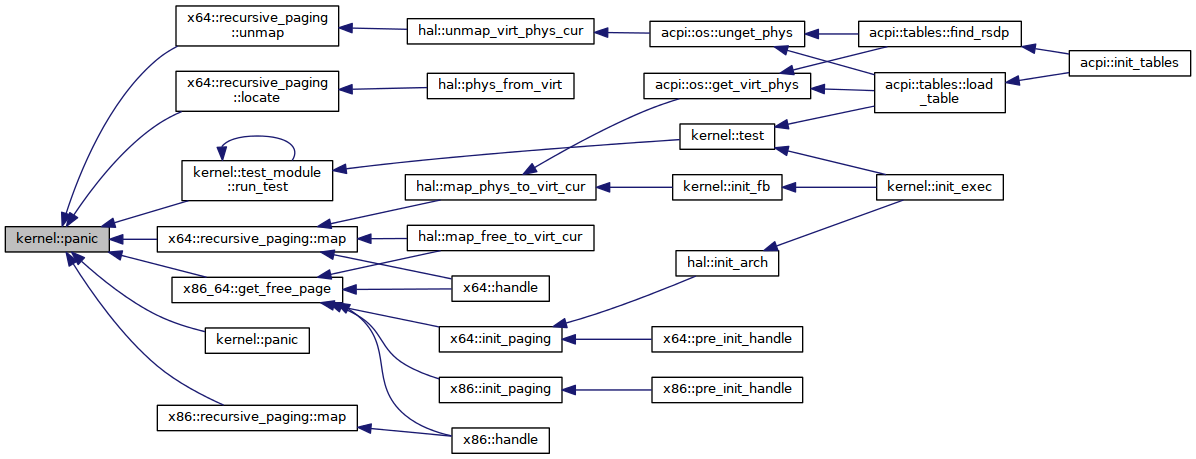 x64::recursive_paging
::unmap
hal::unmap_virt_phys_cur
acpi::os::unget_phys
acpi::tables::find_rsdp
acpi::init_tables
x64::recursive_paging
::locate
hal::phys_from_virt
acpi::os::get_virt_phys
acpi::tables::load
_table
kernel::test
kernel::test_module
::run_test
hal::map_phys_to_virt_cur
kernel::init_fb
kernel::init_exec
kernel::panic
x64::recursive_paging::map
hal::map_free_to_virt_cur
hal::init_arch
x86_64::get_free_page
x64::handle
kernel::panic
x64::init_paging
x64::pre_init_handle
x86::init_paging
x86::pre_init_handle
x86::recursive_paging::map
x86::handle